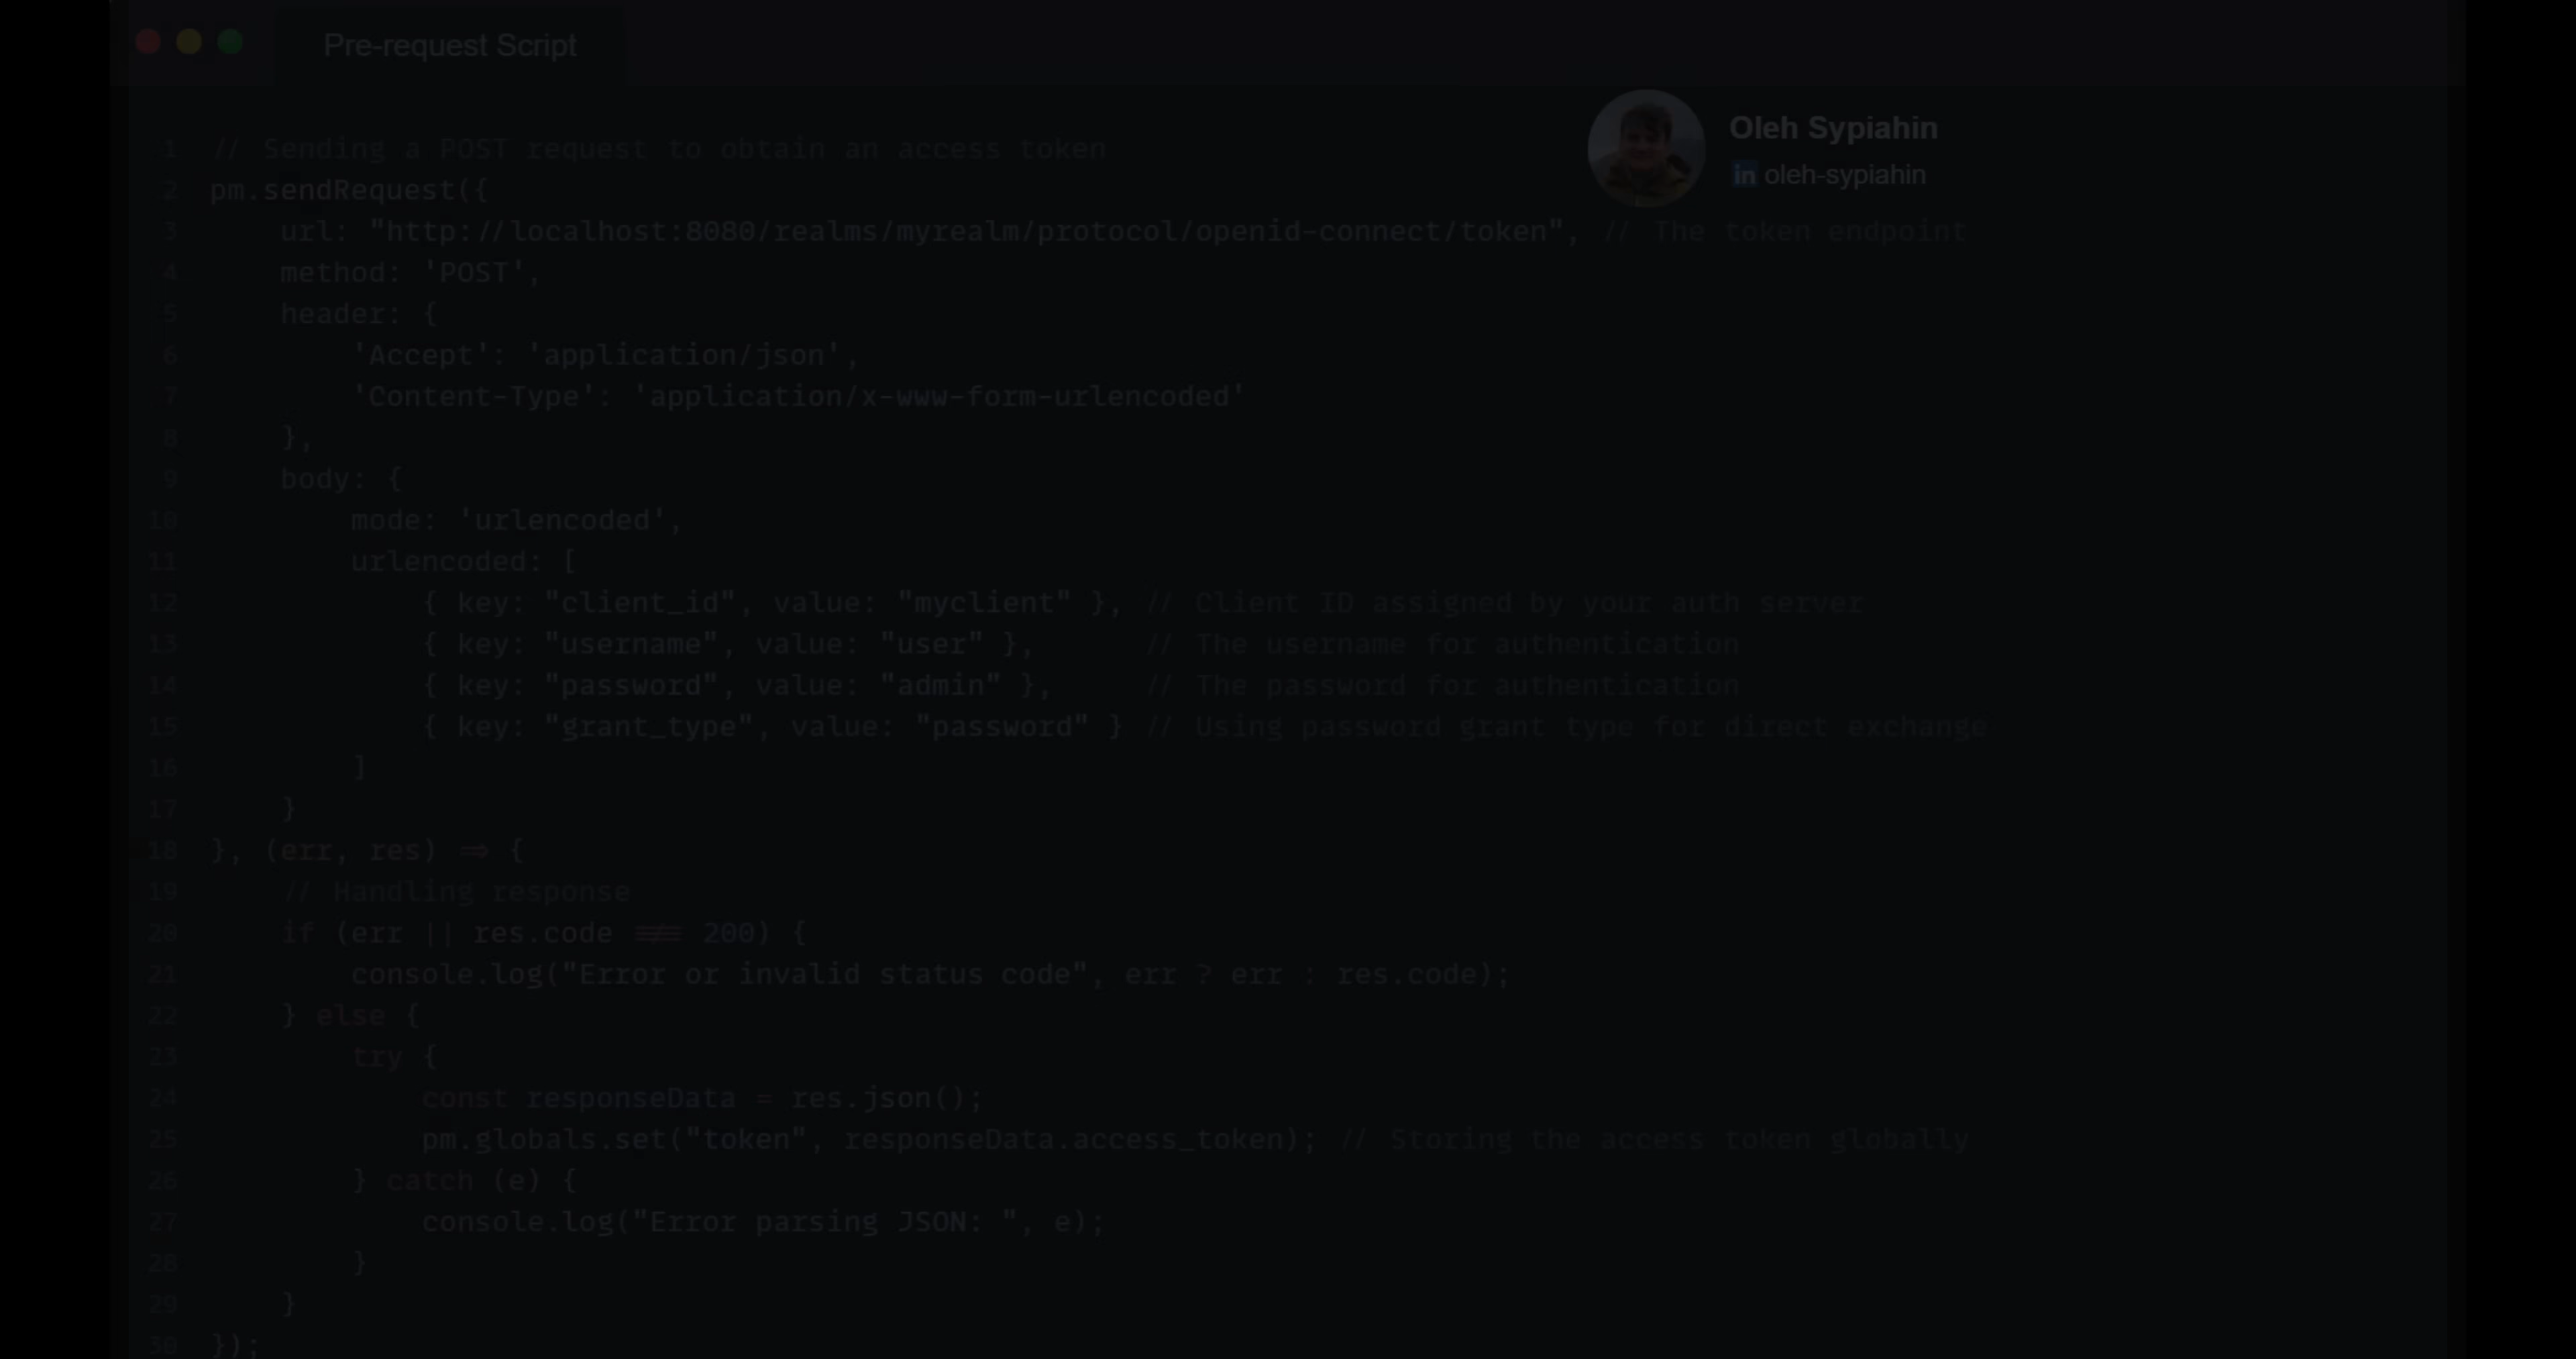 Pre-request Script
Oleh Sypiahin
in oleh-sypiahin
1 // Sending a POST request to obtain an access token
2 pm.sendRequest({
3     url: "http://localhost:8080/realms/myrealm/protocol/openid-connect/token", // The token endpoint
4     method: 'POST',
5     header: {
6         'Accept': 'application/json',
7         'Content-Type': 'application/x-www-form-urlencoded'
8     },
9     body: {
10         mode: 'urlencoded',
11         urlencoded: [
12             { key: "client_id", value: "myclient" }, // Client ID assigned by your auth server
13             { key: "username", value: "user" },      // The username for authentication
14             { key: "password", value: "admin" },     // The password for authentication
15             { key: "grant_type", value: "password" } // Using password grant type for direct exchange
16         ]
17     }
18 }, (err, res) => {
19     // Handling response
20     if (err || res.code !== 200) {
21         console.log("Error or invalid status code", err ? err : res.code);
22     } else {
23         try {
24             const responseData = res.json();
25             pm.globals.set("token", responseData.access_token); // Storing the access token globally
26         } catch (e) {
27             console.log("Error parsing JSON: ", e);
28         }
29     }
30 });